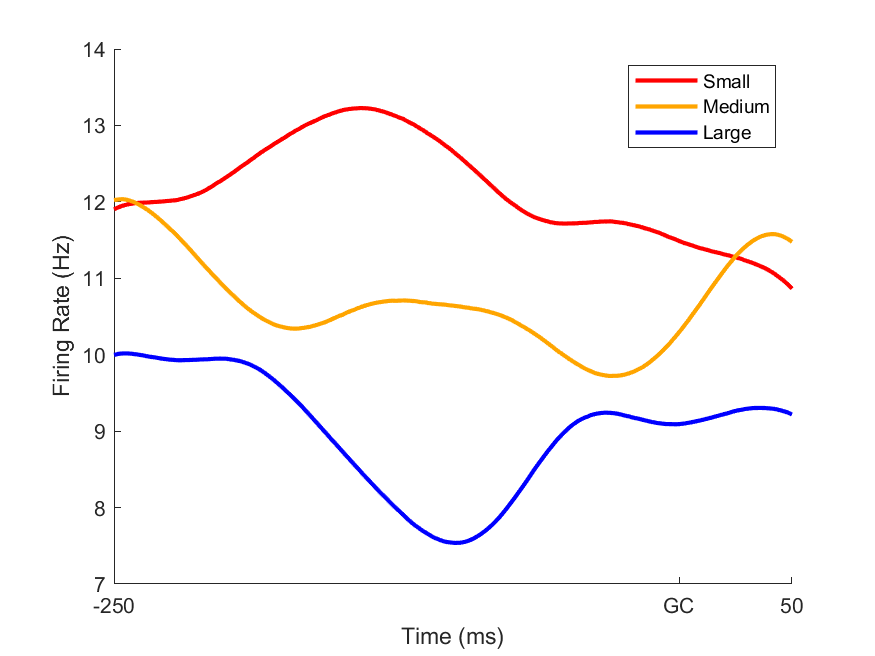 14
13
12
11
10
9
8
7
Firing Rate (Hz)
Small
Medium
Large
-250
GC
50
Time (ms)